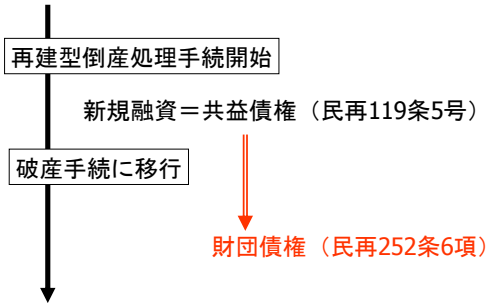 再建型倒産処理手続開始
新規融資＝共益債権（民再119条5号）
破産手続に移行
財団債権（民再252条6項）